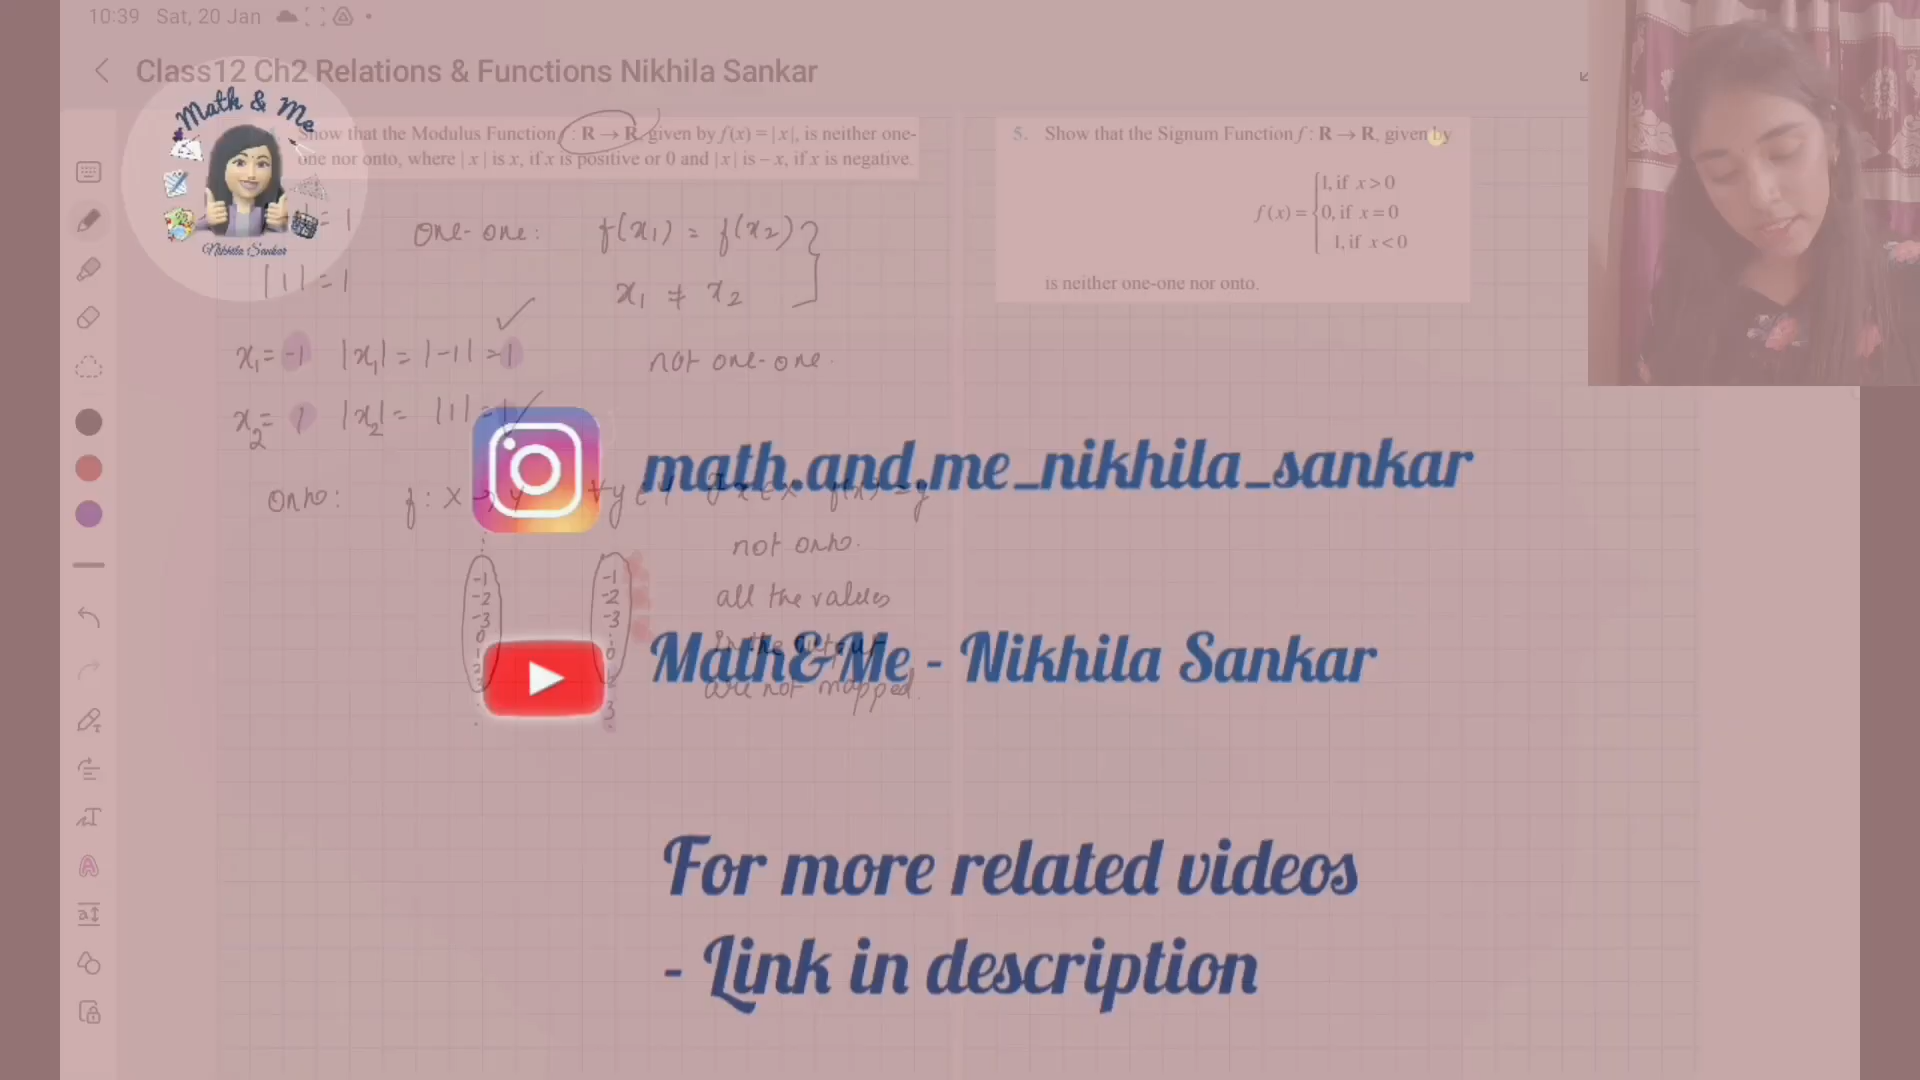 10:39 Sat, 20 Jan
Class12 Ch2 Relations & Functions Nikhila Sankar
Math & Me
Nikhila Sankar
Show that the Modulus Function f : R → R, given by f(x) = |x|, is neither one-
one nor onto, where |x| is x, if x is positive or 0 and |x| is – x, if x is negative.
= 1
|1| = 1
one-one: f(x₁) = f(x₂)
x₁ ≠ x₂
x₁ = -1 |x₁| = |-1| = 1
not one-one.
x₂ = 1 |x₂| = |1| = 1
onto: f : X → Y ∀ y ∈ Y ∃ x ∈ X f(x) = y
not onto.
-1 -1
-2 -2
-3 -3
0 0
3
all the values
in the output
are not mapped.
5. Show that the Signum Function f : R → R, given by
f(x) = 1, if x > 0
0, if x = 0
1, if x < 0
is neither one-one nor onto.
math.and.me_nikhila_sankar
Math&Me - Nikhila Sankar
For more related videos
- Link in description